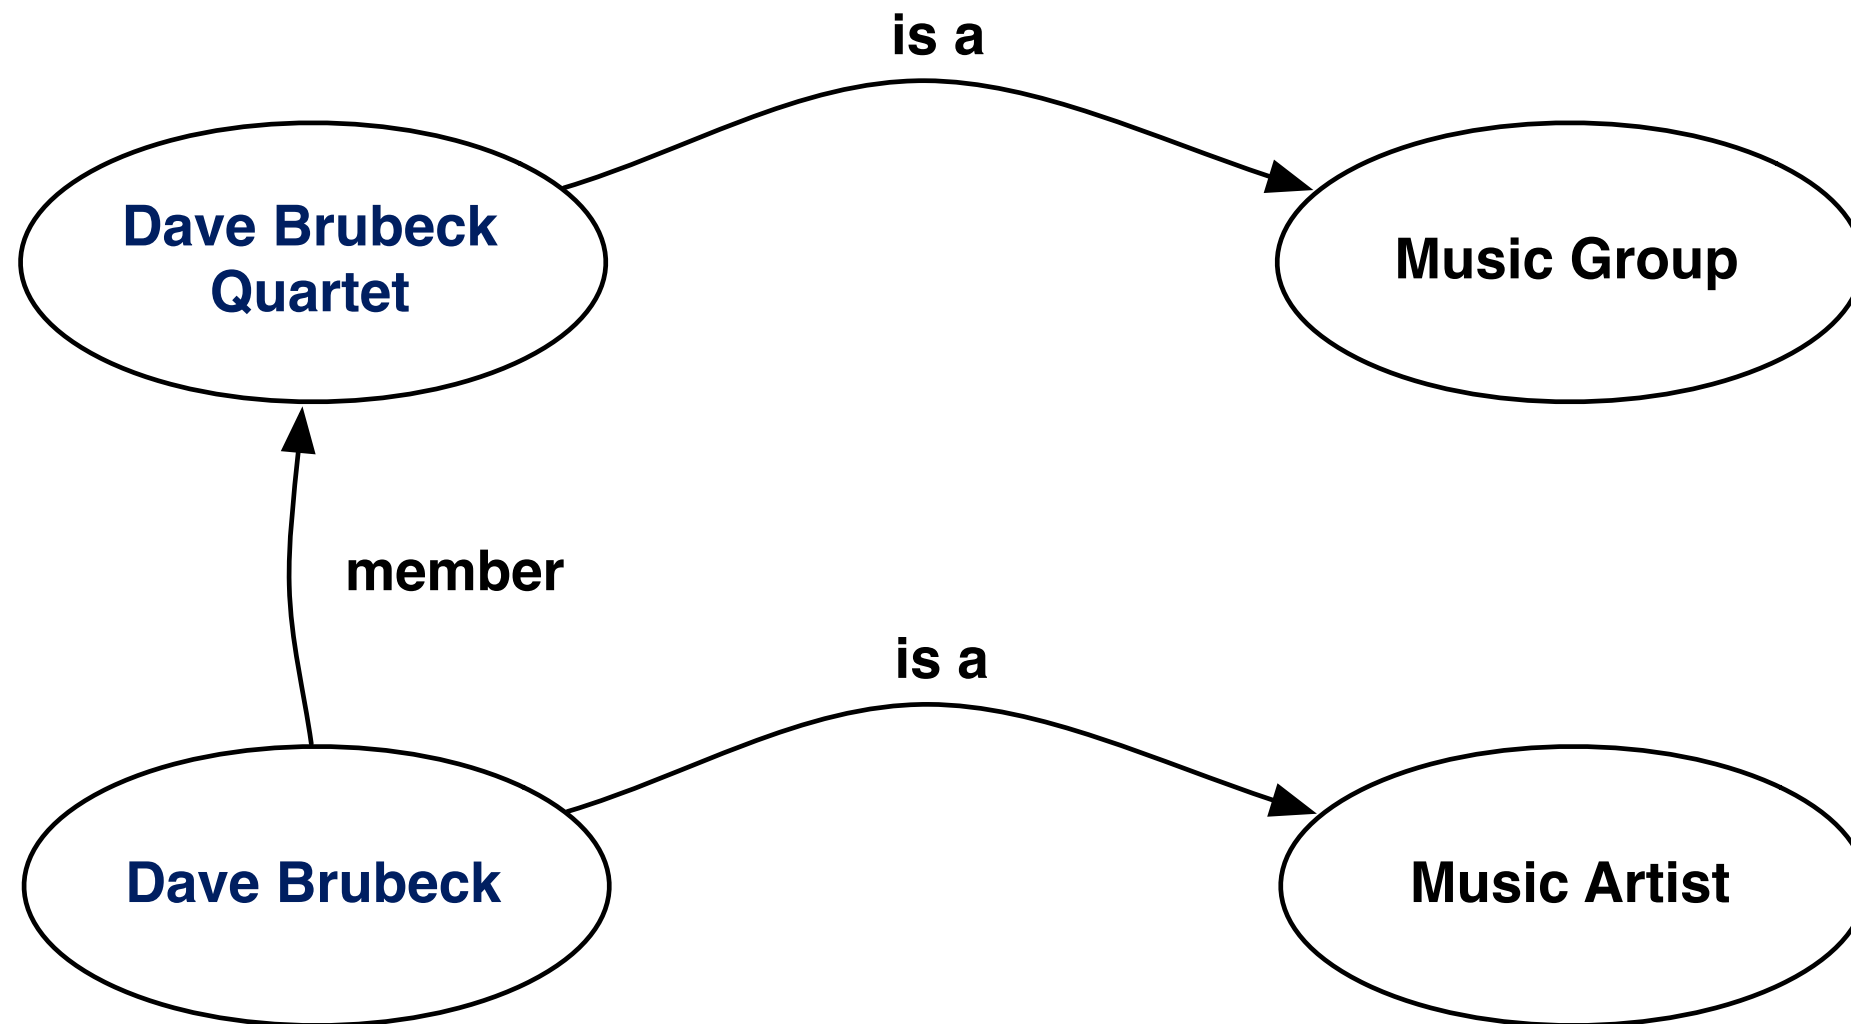 is a
Dave Brubeck
Quartet
Music Group
member
is a
Dave Brubeck
Music Artist